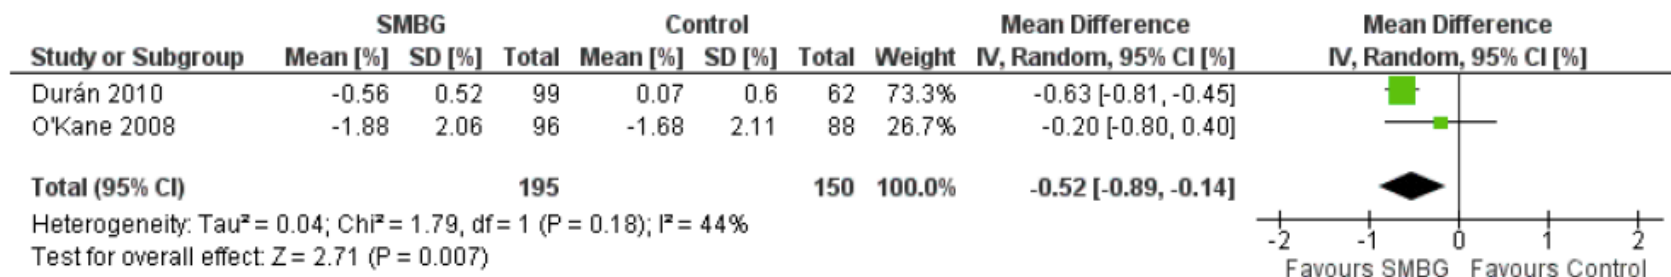 SMBG Control Mean Difference Mean Difference
Study or Subgroup Mean [%] SD [%] Total Mean [%] SD [%] Total Weight IV, Random, 95% CI [%] IV, Random, 95% CI [%]
Durán 2010 -0.56 0.52 99 0.07 0.6 62 73.3% -0.63 [-0.81, -0.45]
O'Kane 2008 -1.88 2.06 96 -1.68 2.11 88 26.7% -0.20 [-0.80, 0.40]
Total (95% CI) 195 150 100.0% -0.52 [-0.89, -0.14]
Heterogeneity: Tau² = 0.04; Chi² = 1.79, df = 1 (P = 0.18); I² = 44%
Test for overall effect: Z = 2.71 (P = 0.007)
-2 -1 0 1 2
Favours SMBG Favours Control